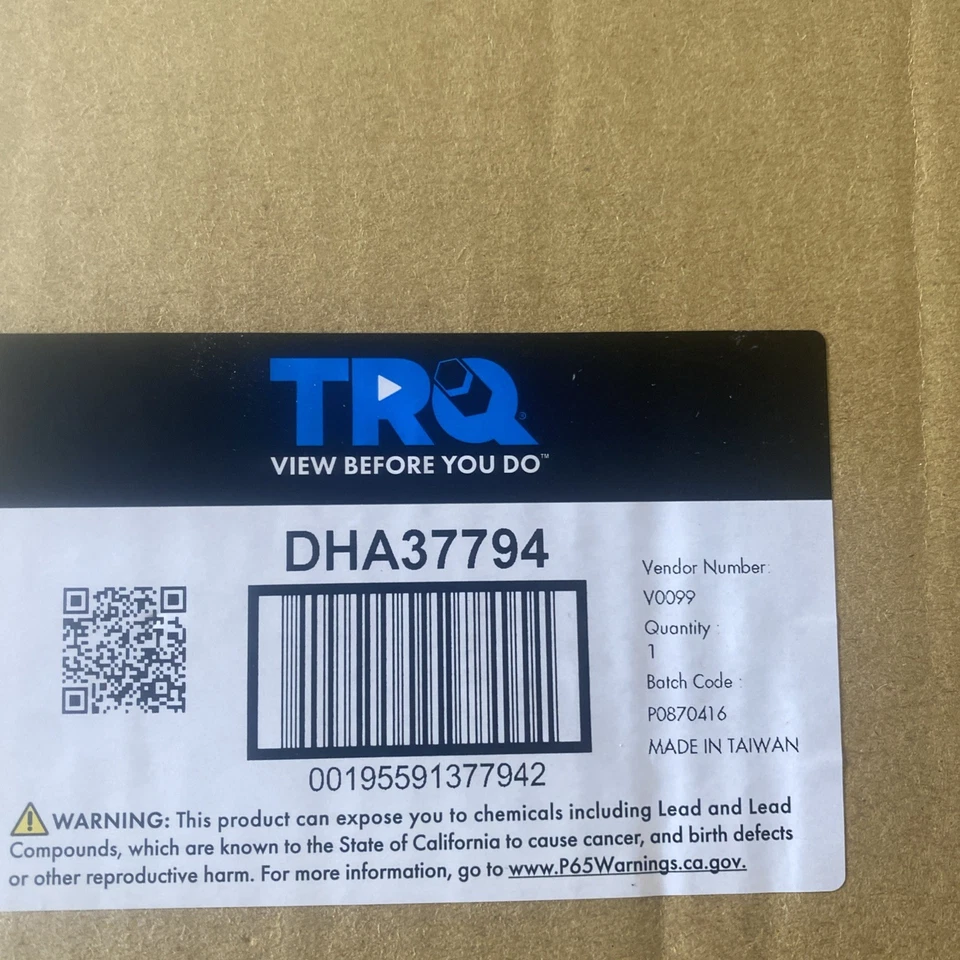 TRQ®
VIEW BEFORE YOU DO™
DHA37794
00195591377942
Vendor Number:
V0099
Quantity :
1
Batch Code :
P0870416
MADE IN TAIWAN
WARNING: This product can expose you to chemicals including Lead and Lead
Compounds, which are known to the State of California to cause cancer, and birth defects
or other reproductive harm. For more information, go to www.P65Warnings.ca.gov.